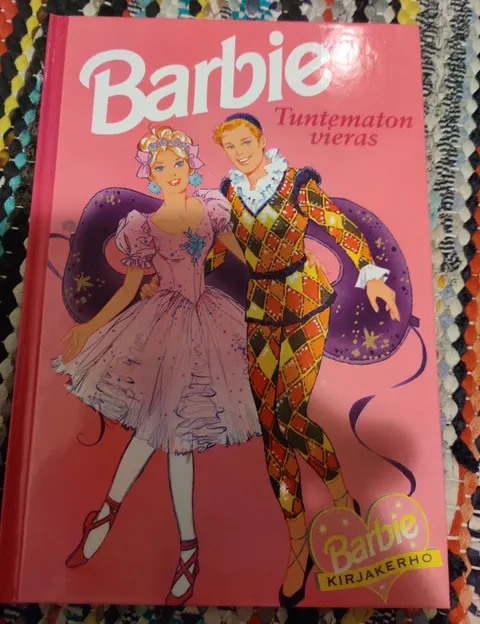 Barbie
Tuntematon
vieras
Barbie
KIRJAKERHO